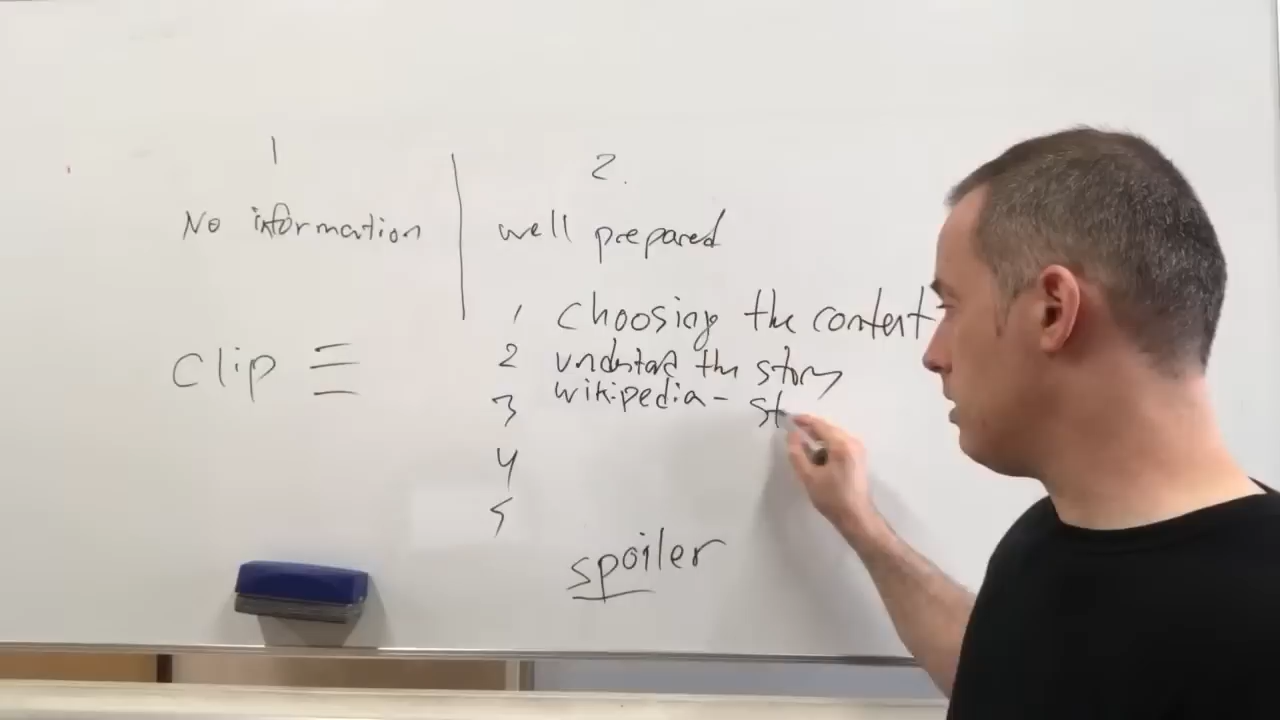 1
No information
clip
2.
well prepared
1 choosing the content
2 understand the story
3 wikipedia - st
4
5
spoiler